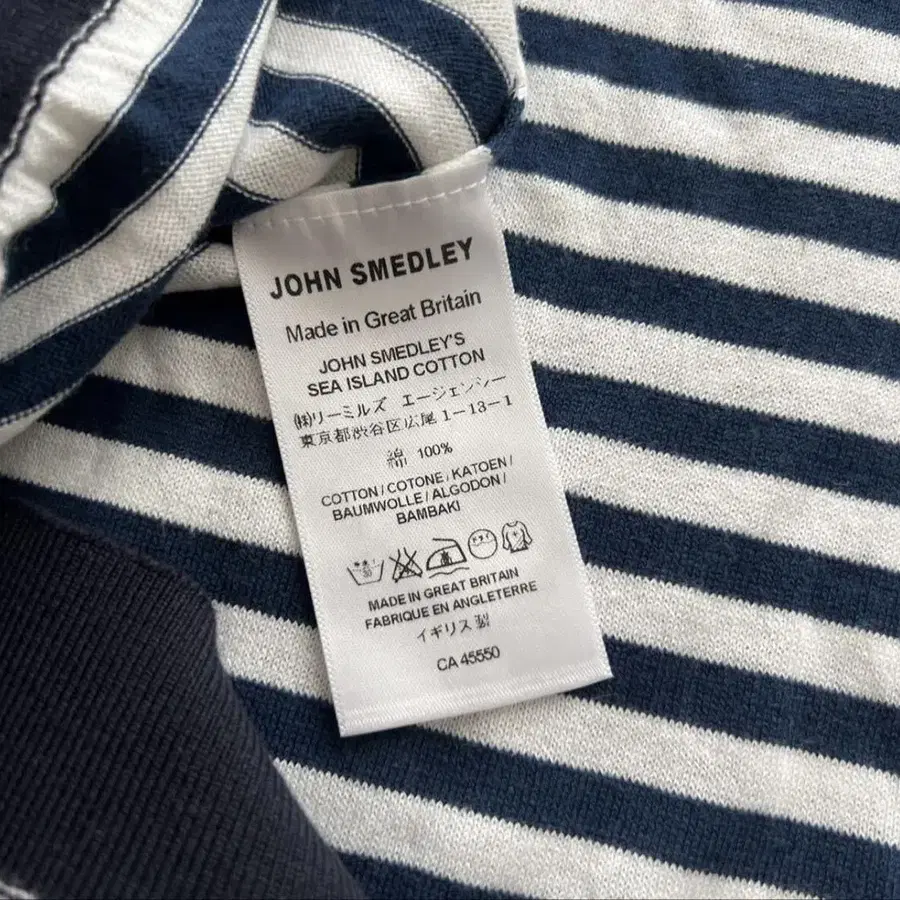 JOHN SMEDLEY
Made in Great Britain
JOHN SMEDLEY'S
SEA ISLAND COTTON
㈱リーミルズ エージェンシー
東京都渋谷区広尾 1-13-1
綿 100%
COTTON / COTONE / KATOEN /
BAUMWOLLE / ALGODON /
BAMBAKI
MADE IN GREAT BRITAIN
FABRIQUE EN ANGLETERRE
イギリス製
CA 45550